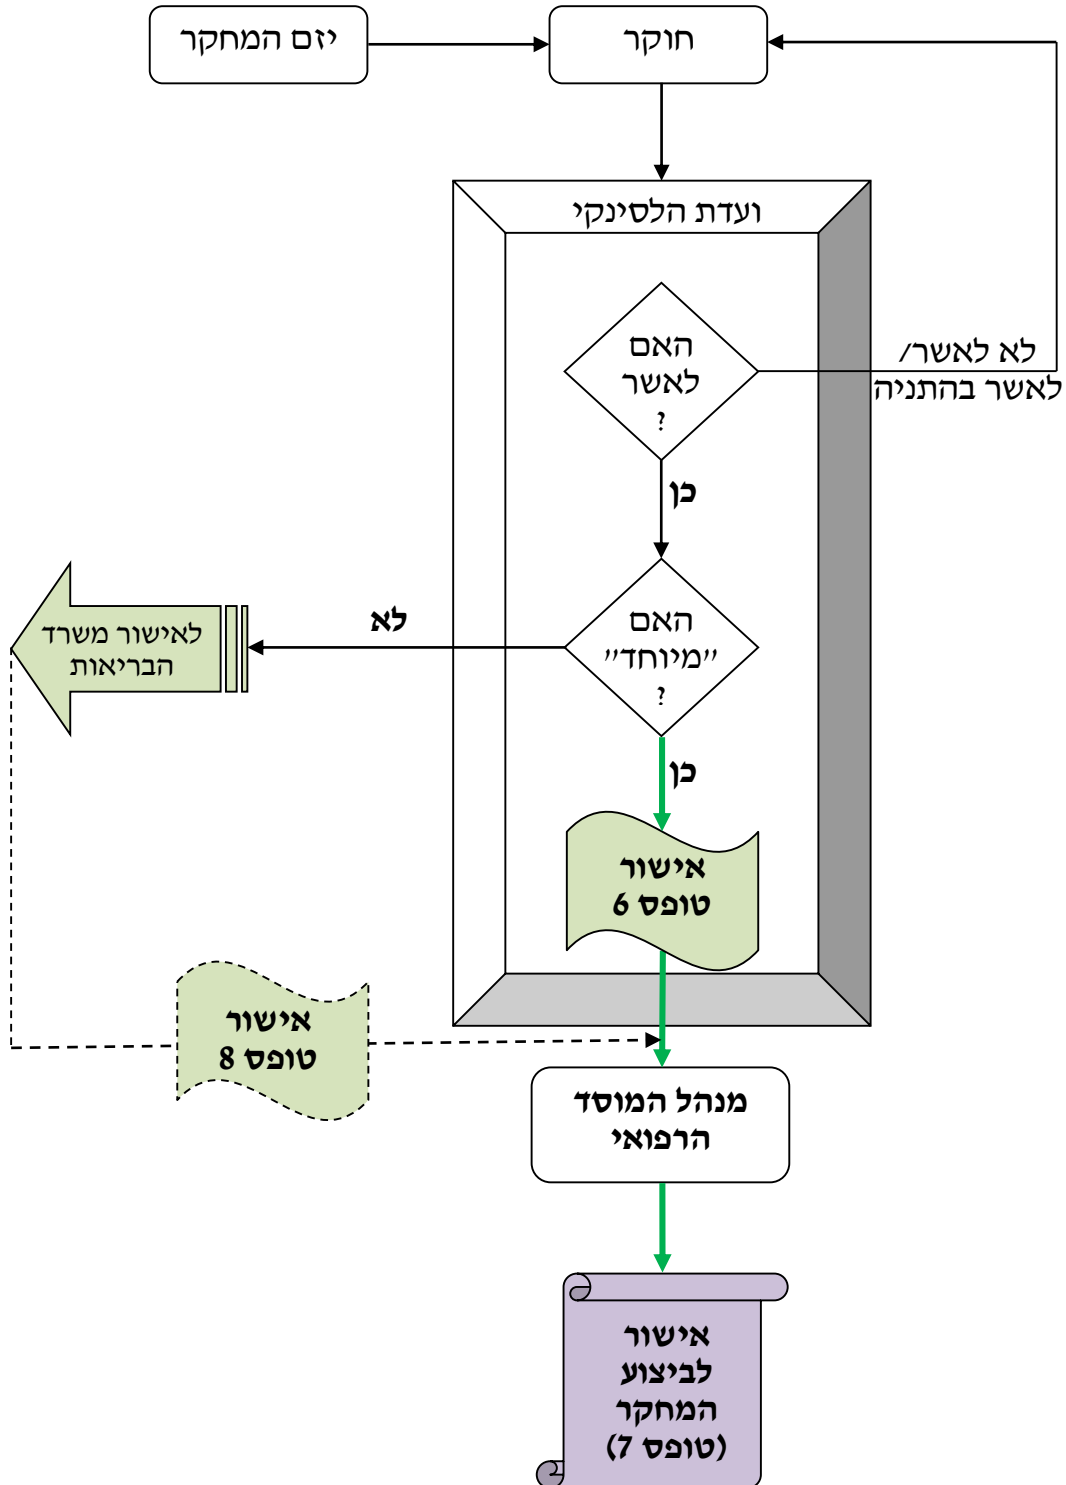 יזם המחקר
חוקר
ועדת הלסינקי
האם
לאשר
?
לא לאשר/
לאשר בהתניה
כן
האם
"מיוחד"
?
לא
לאישור משרד
הבריאות
כן
אישור
טופס 6
אישור
טופס 8
מנהל המוסד
הרפואי
אישור
לביצוע
המחקר
(טופס 7)